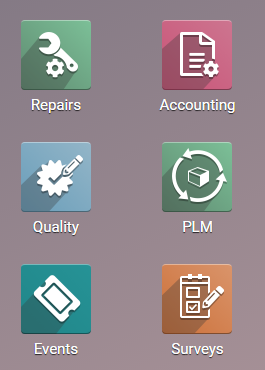 Repairs
Accounting
Quality
PLM
Events
Surveys